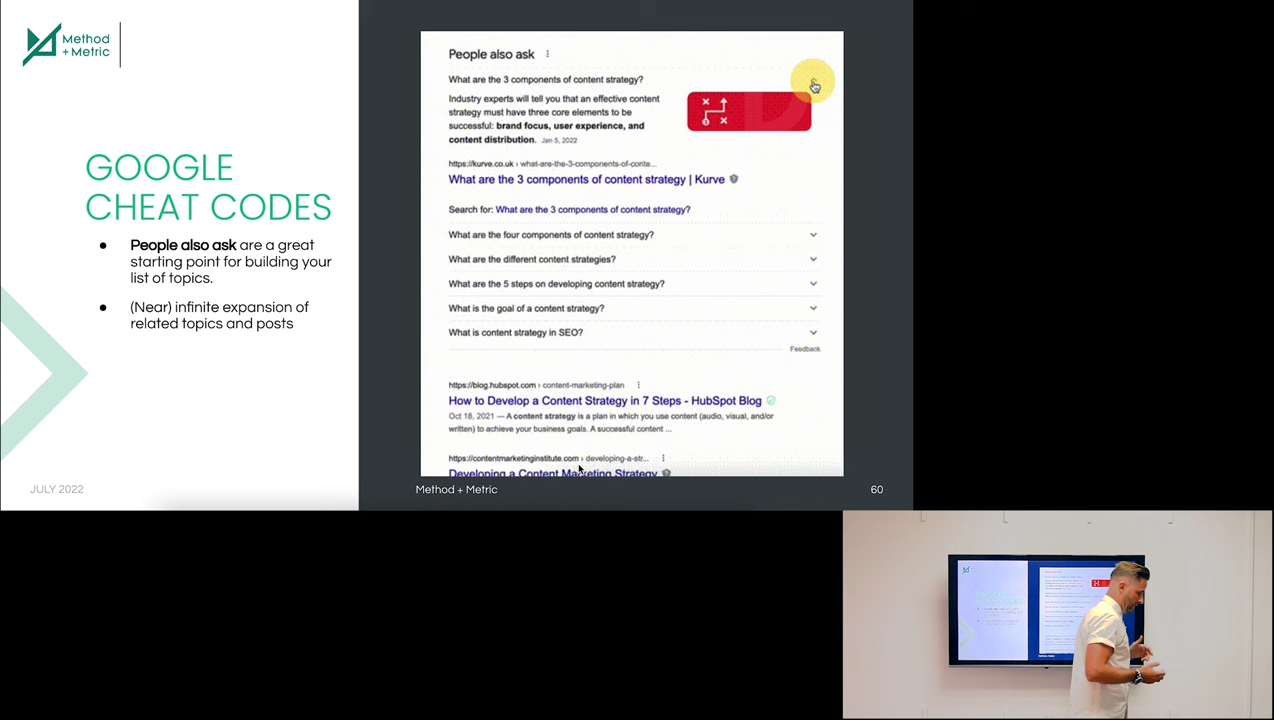 Method
+ Metric
GOOGLE
CHEAT CODES
● People also ask are a great
starting point for building your
list of topics.
● (Near) infinite expansion of
related topics and posts
JULY 2022
People also ask
What are the 3 components of content strategy?
Industry experts will tell you that an effective content
strategy must have three core elements to be
successful: brand focus, user experience, and
content distribution. Jan 5, 2022
https://kurve.co.uk › what-are-the-3-components-of-conte...
What are the 3 components of content strategy | Kurve
Search for: What are the 3 components of content strategy?
What are the four components of content strategy?
What are the different content strategies?
What are the 5 steps on developing content strategy?
What is the goal of a content strategy?
What is content strategy in SEO?
Feedback
https://blog.hubspot.com › content-marketing-plan
How to Develop a Content Strategy in 7 Steps - HubSpot Blog
Oct 18, 2021 — A content strategy is a plan in which you use content (audio, visual, and/or
written) to achieve your business goals. A successful content ...
https://contentmarketinginstitute.com › developing-a-str...
Developing a Content Marketing Strategy
Method + Metric
60
GOOGLE
CHEAT CODES